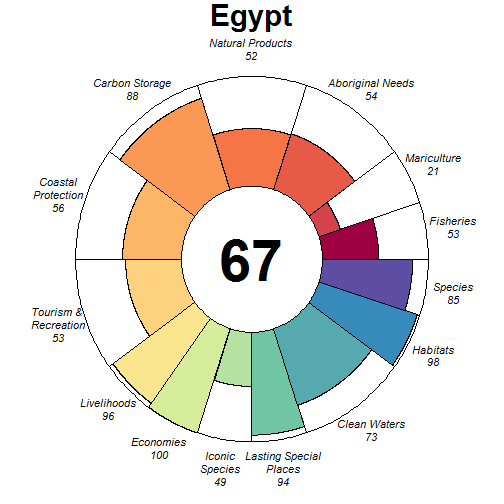 Egypt
Natural Products
52
Carbon Storage
88
Aboriginal Needs
54
Mariculture
21
Coastal
Protection
56
Fisheries
53
67
Species
85
Tourism &
Recreation
53
Habitats
98
Livelihoods
96
Clean Waters
73
Economies
100
Iconic
Species
49
Lasting Special
Places
94